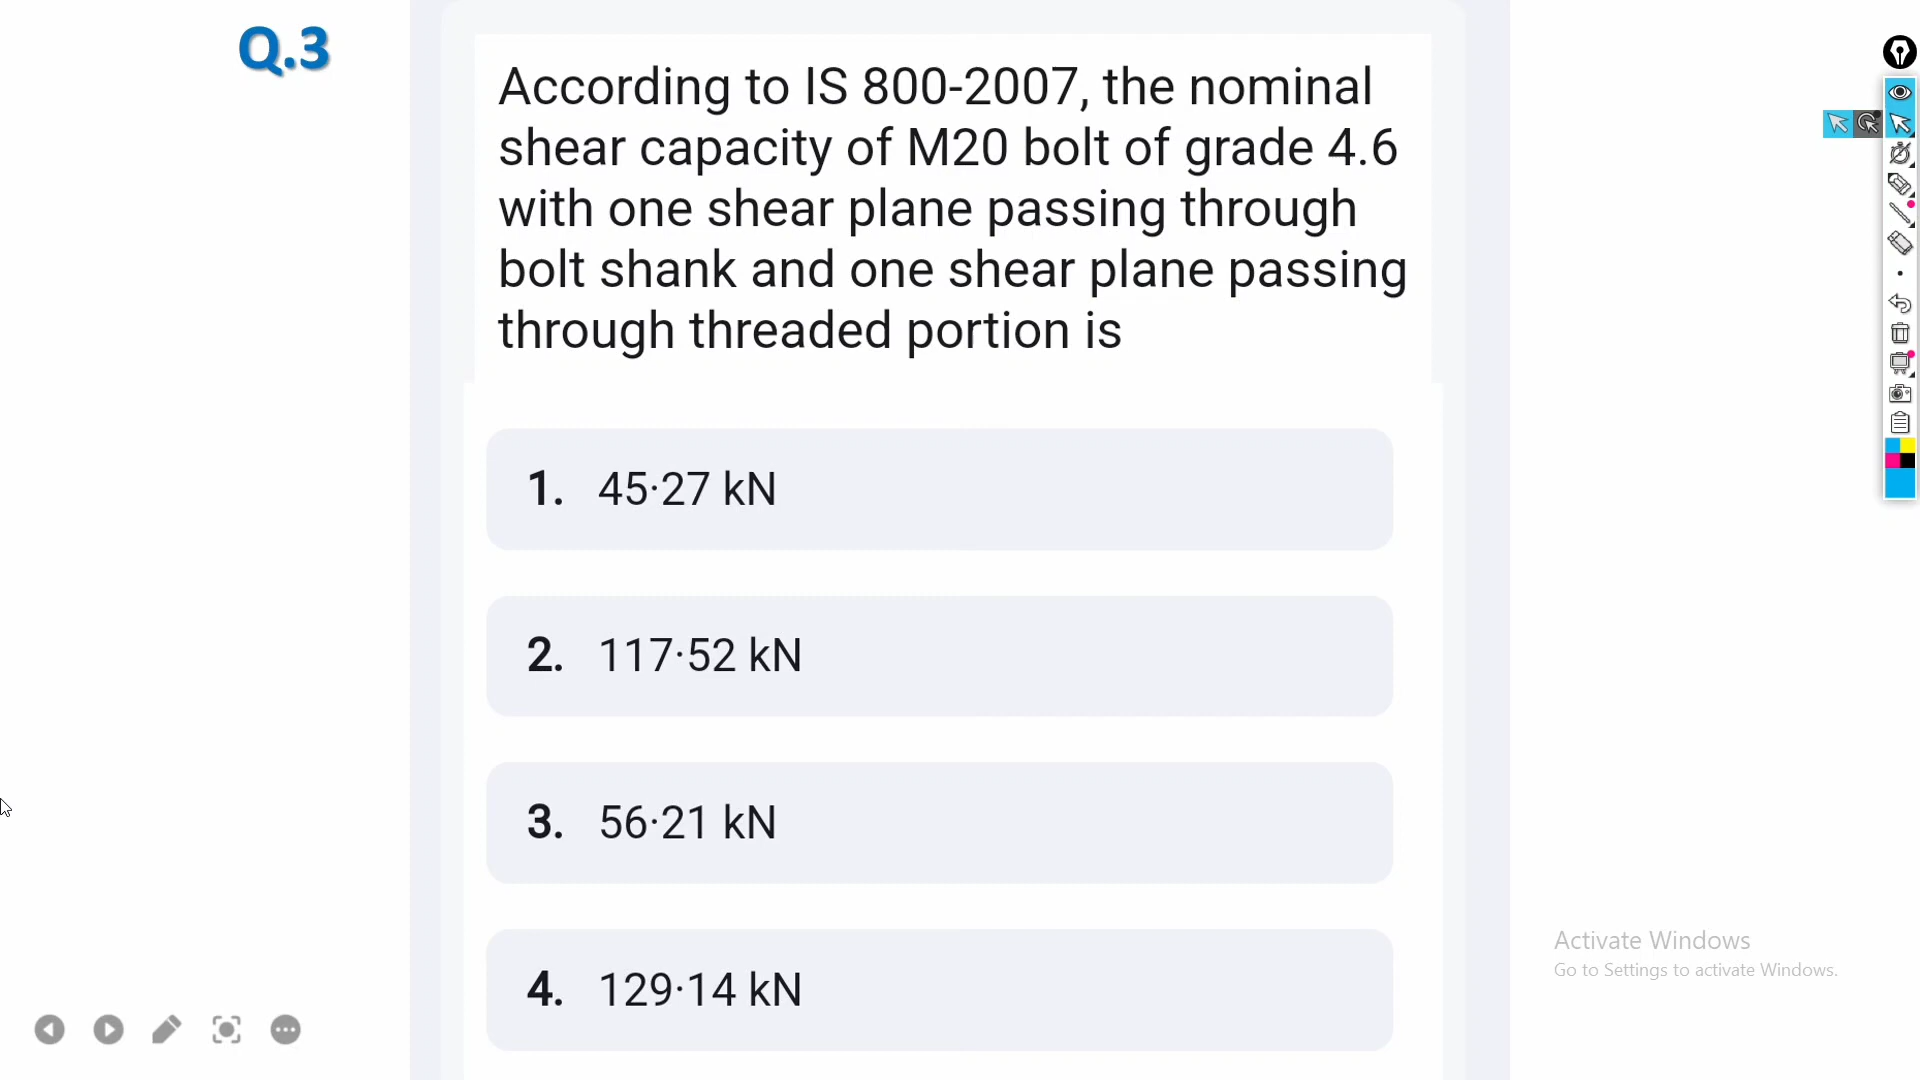 Q.3
According to IS 800-2007, the nominal
shear capacity of M20 bolt of grade 4.6
with one shear plane passing through
bolt shank and one shear plane passing
through threaded portion is
1. 45·27 kN
2. 117·52 kN
3. 56·21 kN
4. 129·14 kN
Activate Windows
Go to Settings to activate Windows.